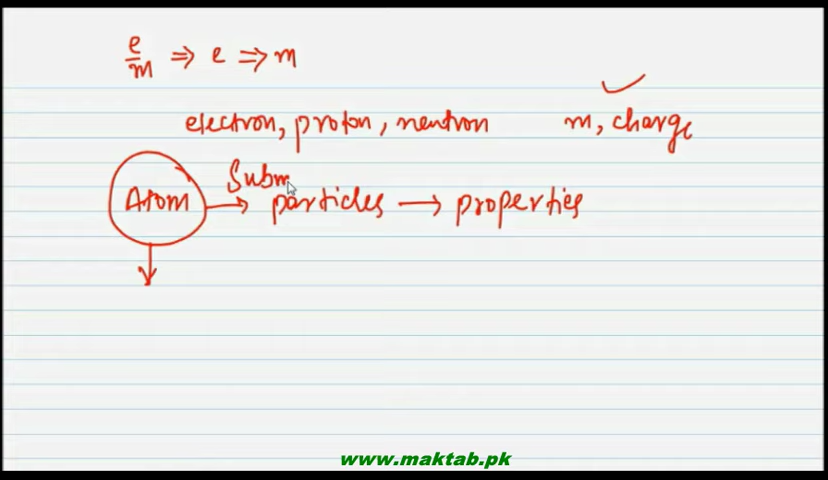 e/m ⇒ e ⇒ m
electron, proton, neutron m, charge
Subm
Atom → particles → properties
www.maktab.pk